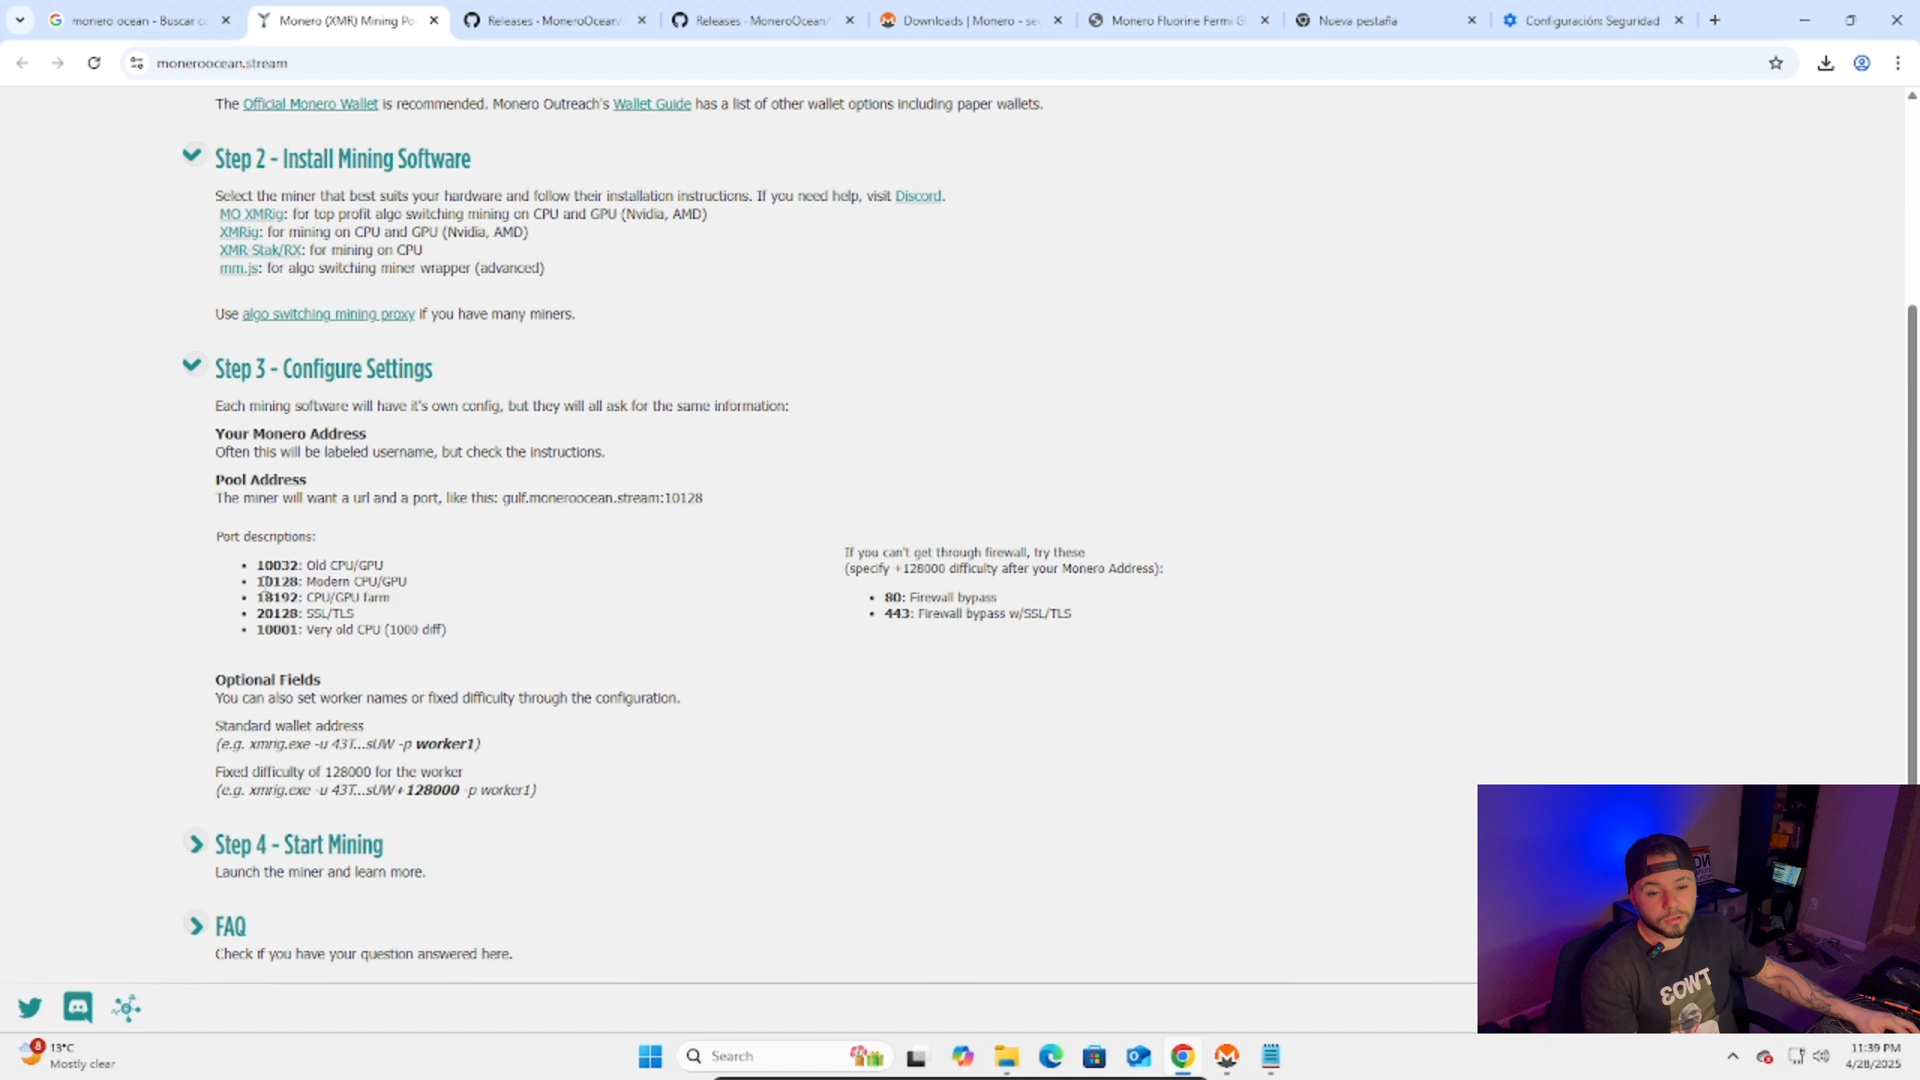 monero ocean - Buscar c
Monero (XMR) Mining Po
Releases · MoneroOcean/
Releases · MoneroOcean/
Downloads | Monero - se
Monero Fluorine Fermi G
Nueva pestaña
Configuración: Seguridad
moneroocean.stream
The Official Monero Wallet is recommended. Monero Outreach's Wallet Guide has a list of other wallet options including paper wallets.
Step 2 - Install Mining Software
Select the miner that best suits your hardware and follow their installation instructions. If you need help, visit Discord.
MO XMRig: for top profit algo switching mining on CPU and GPU (Nvidia, AMD)
XMRig: for mining on CPU and GPU (Nvidia, AMD)
XMR-Stak/RX: for mining on CPU
mm.js: for algo switching miner wrapper (advanced)
Use algo switching mining proxy if you have many miners.
Step 3 - Configure Settings
Each mining software will have it's own config, but they will all ask for the same information:
Your Monero Address
Often this will be labeled username, but check the instructions.
Pool Address
The miner will want a url and a port, like this: gulf.moneroocean.stream:10128
Port descriptions:
• 10032: Old CPU/GPU
• 10128: Modern CPU/GPU
• 18192: CPU/GPU farm
• 20128: SSL/TLS
• 10001: Very old CPU (1000 diff)
If you can't get through firewall, try these
(specify +128000 difficulty after your Monero Address):
• 80: Firewall bypass
• 443: Firewall bypass w/SSL/TLS
Optional Fields
You can also set worker names or fixed difficulty through the configuration.
Standard wallet address
(e.g. xmrig.exe -u 43T...sUW -p worker1)
Fixed difficulty of 128000 for the worker
(e.g. xmrig.exe -u 43T...sUW+128000 -p worker1)
Step 4 - Start Mining
Launch the miner and learn more.
FAQ
Check if you have your question answered here.
8
13°C
Mostly clear
Search
11:39 PM
4/28/2025